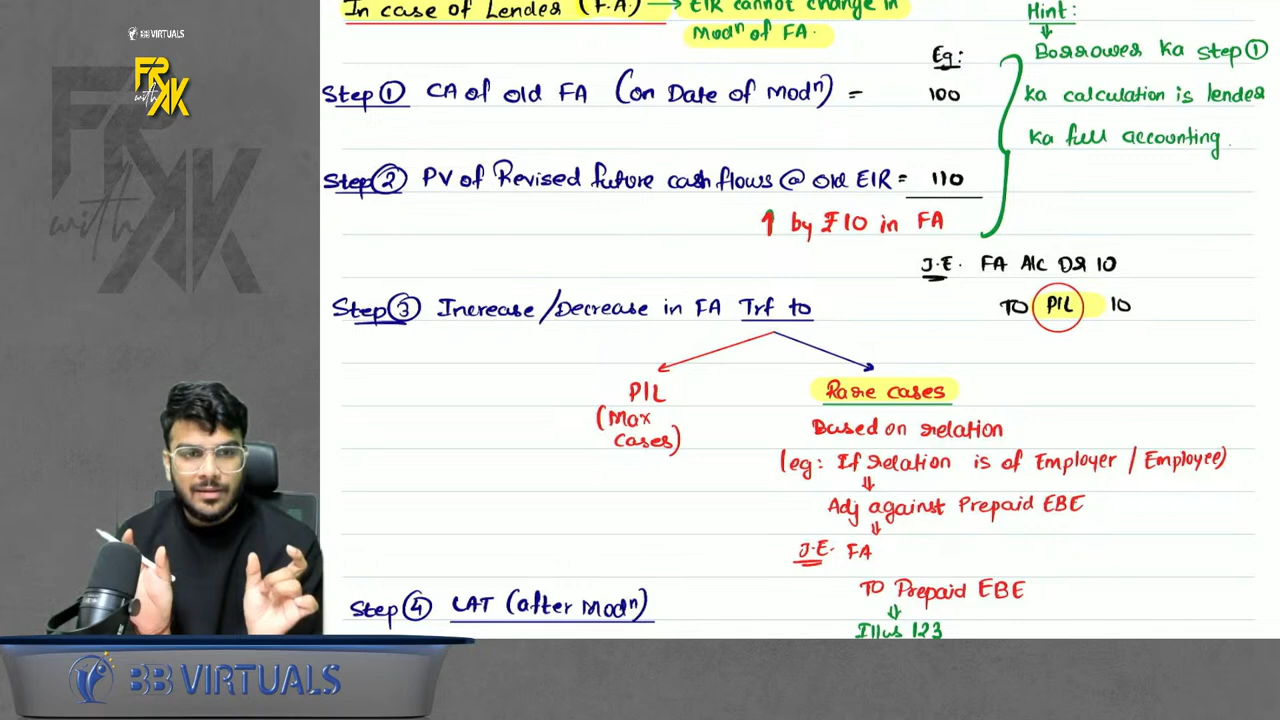 In case of Lender (F.A.) → EIR cannot change in
Modⁿ of FA.
Hint:
Eg:
Borrower ka step ①
ka calculation is lender
ka full accounting.
Step ① CA of old FA (on Date of Modⁿ) = 100
Step ② PV of Revised future cash flows @ old EIR = 110
↑ by ₹10 in FA
J.E. FA A/c Dr 10
TO P/L 10
Step ③ Increase/Decrease in FA Trf to
P/L
(Max
cases)
Rare cases
Based on relation
(eg: If relation is of Employer / Employee)
Adj against Prepaid EBE
J.E. FA
TO Prepaid EBE
Illus 123
Step ④ LAT (after Modⁿ)
BB VIRTUALS
FR
with
AK
FR
with
AK
BB VIRTUALS